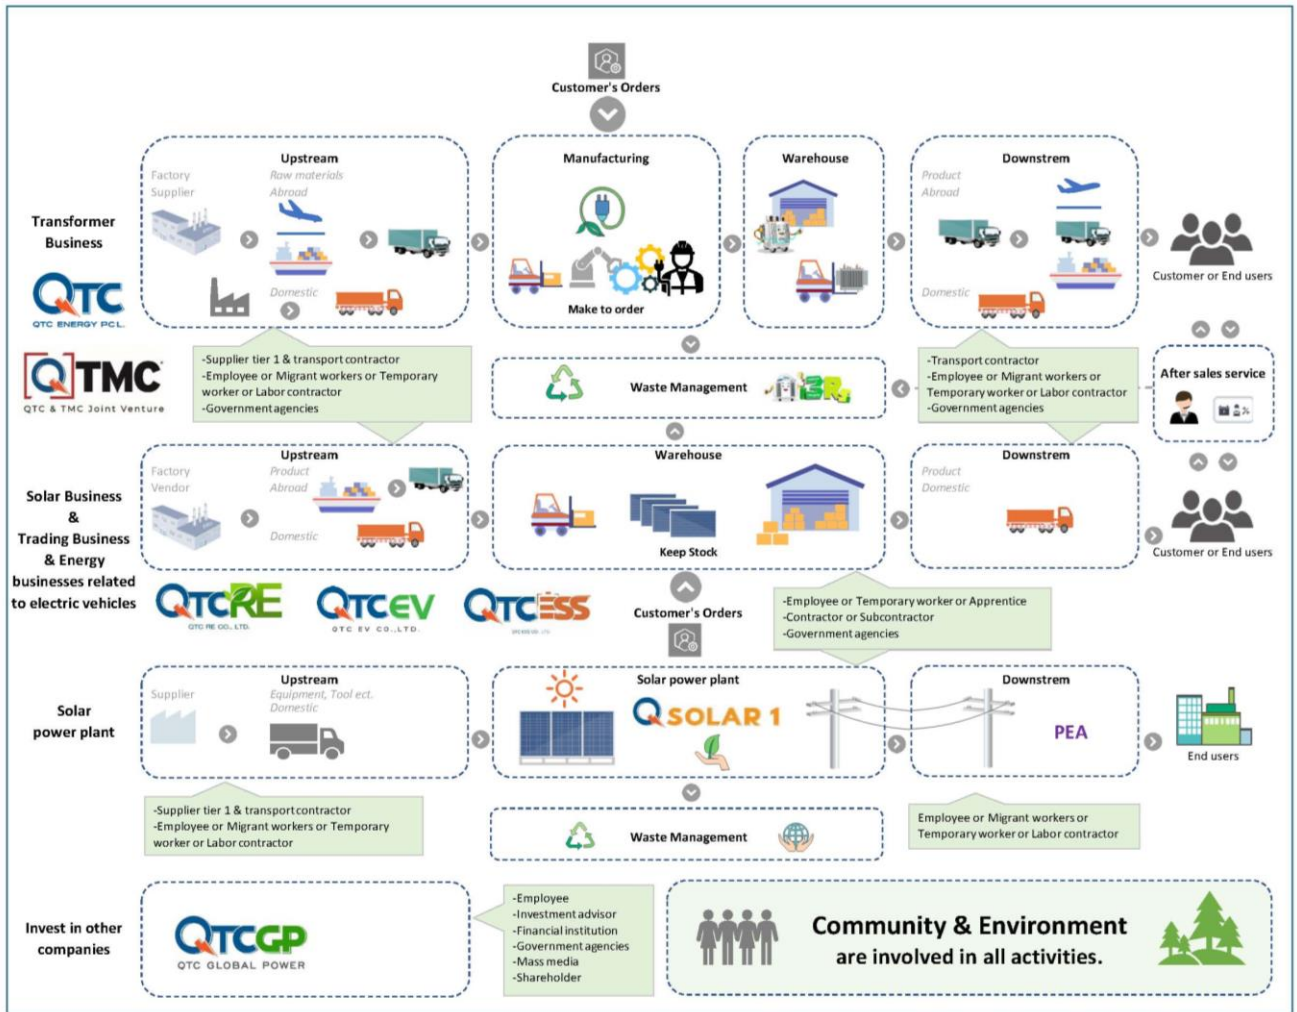 Customer's Orders
Upstream
Factory
Supplier
Raw materials
Abroad
Domestic
Manufacturing
Make to order
Warehouse
Downstrem
Product
Abroad
Domestic
Customer or End users
Transformer
Business
QTC
QTC ENERGY PCL.
QTMC
QTC & TMC Joint Venture
-Supplier tier 1 & transport contractor
-Employee or Migrant workers or Temporary
worker or Labor contractor
-Government agencies
Waste Management
3Rs
-Transport contractor
-Employee or Migrant workers or
Temporary worker or Labor contractor
-Government agencies
After sales service
Solar Business
&
Trading Business
& Energy
businesses related
to electric vehicles
Upstream
Factory
Vendor
Product
Abroad
Domestic
Warehouse
Keep Stock
Downstrem
Product
Domestic
Customer or End users
QTCRE
QTC RE CO., LTD.
QTCEV
QTC EV CO.,LTD.
QTCESS
Customer's Orders
-Employee or Temporary worker or Apprentice
-Contractor or Subcontractor
-Government agencies
Solar
power plant
Upstream
Supplier
Equipment, Tool ect.
Domestic
Solar power plant
Q SOLAR 1
Downstrem
PEA
End users
-Supplier tier 1 & transport contractor
-Employee or Migrant workers or Temporary
worker or Labor contractor
Waste Management
Employee or Migrant workers or
Temporary worker or Labor contractor
Invest in other
companies
QTCGP
QTC GLOBAL POWER
-Employee
-Investment advisor
-Financial institution
-Government agencies
-Mass media
-Shareholder
Community & Environment
are involved in all activities.